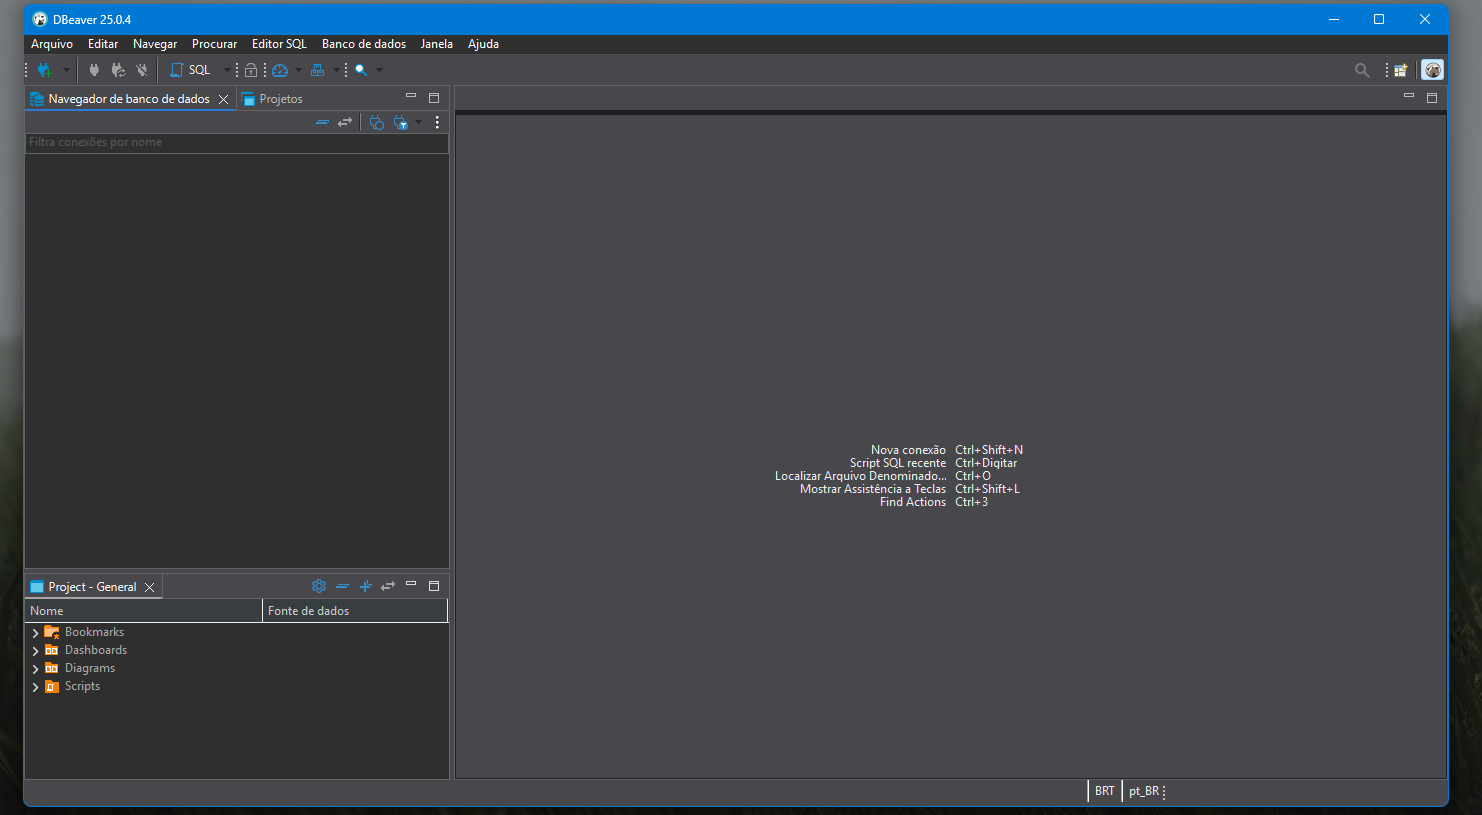 DBeaver 25.0.4
Arquivo Editar Navegar Procurar Editor SQL Banco de dados Janela Ajuda
SQL
Navegador de banco de dados Projetos
Filtra conexões por nome
Nova conexão Ctrl+Shift+N
Script SQL recente Ctrl+Digitar
Localizar Arquivo Denominado... Ctrl+O
Mostrar Assistência a Teclas Ctrl+Shift+L
Find Actions Ctrl+3
Project - General
Nome Fonte de dados
Bookmarks
Dashboards
Diagrams
Scripts
BRT pt_BR